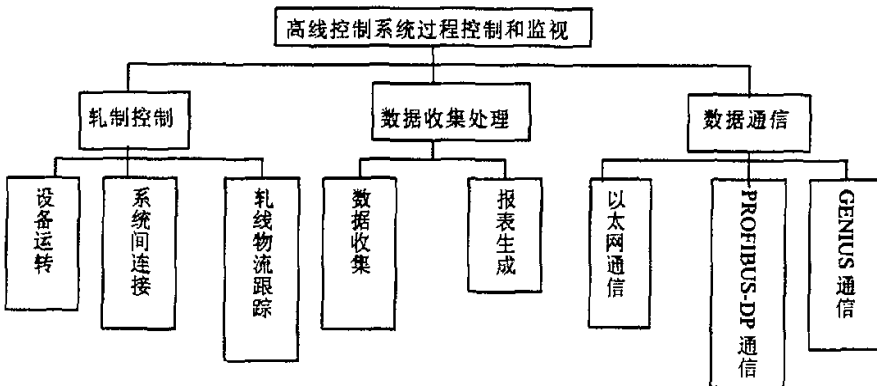 高线控制系统过程控制和监视
轧制控制
数据收集处理
数据通信
设备运转
系统间连接
轧线物流跟踪
数据收集
报表生成
以太网通信
PROFIBUS-DP 通信
GENIUS 通信